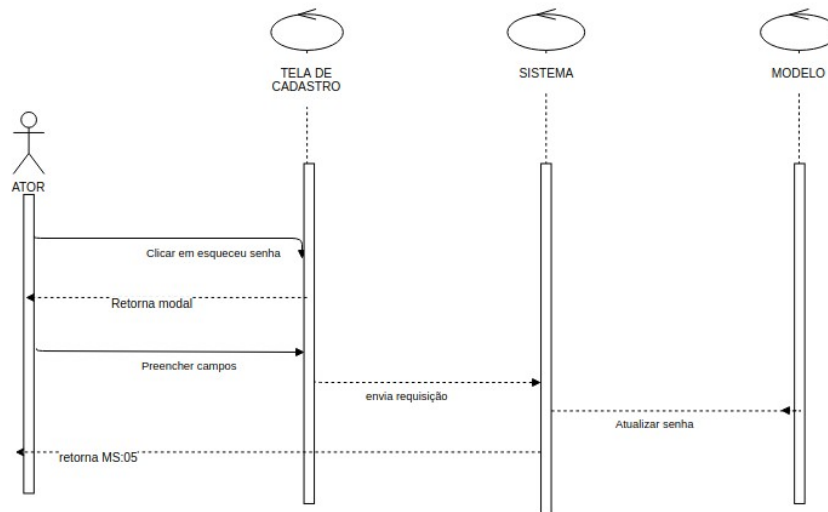 TELA DE
CADASTRO
SISTEMA
MODELO
ATOR
Clicar em esqueceu senha
Retorna modal
Preencher campos
envia requisição
Atualizar senha
retorna MS:05